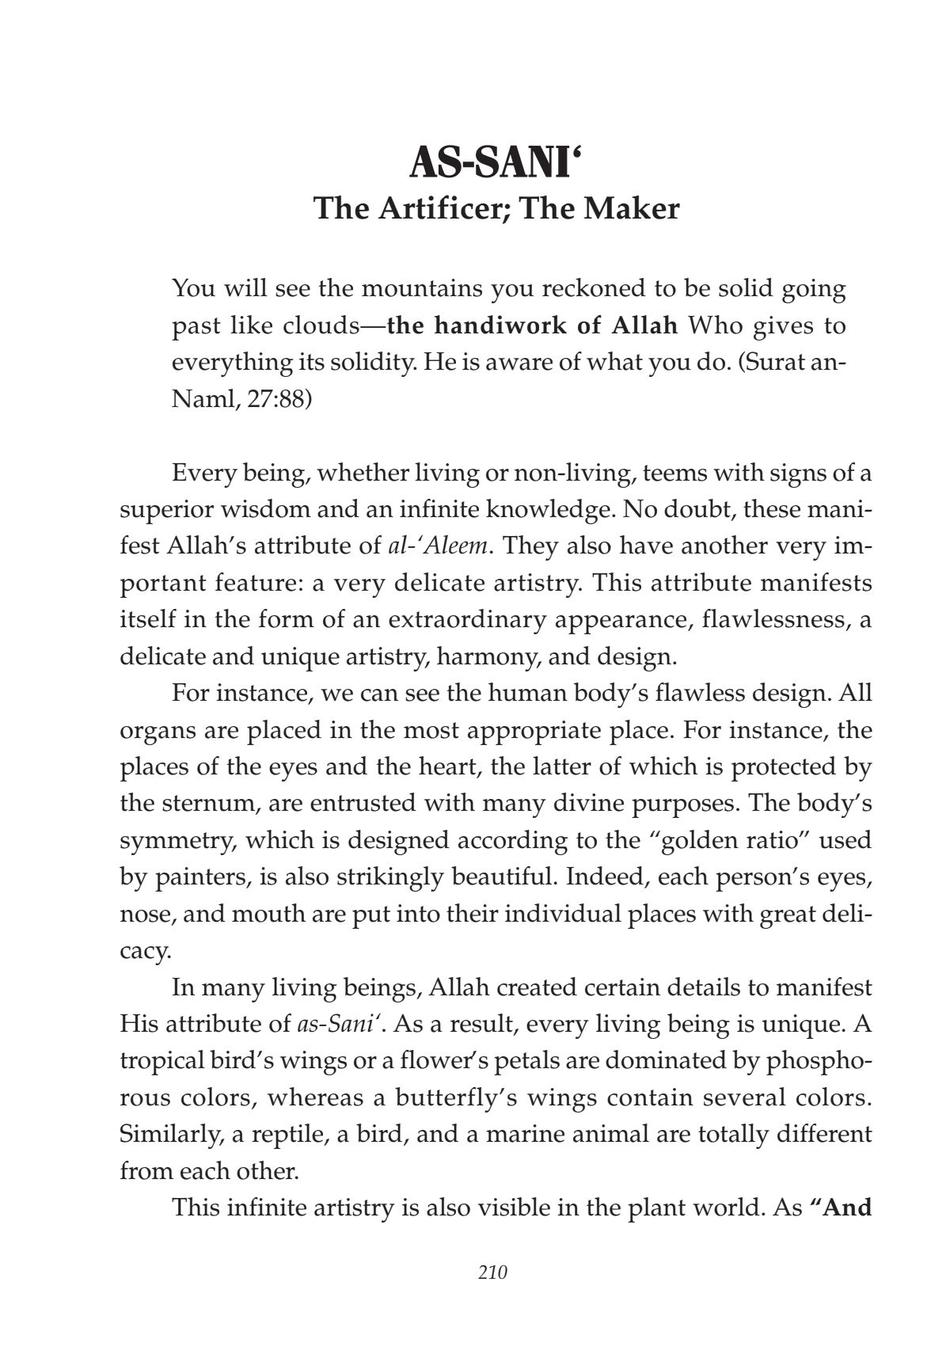 AS-SANI‘
The Artificer; The Maker
You will see the mountains you reckoned to be solid going
past like clouds—the handiwork of Allah Who gives to
everything its solidity. He is aware of what you do. (Surat an-
Naml, 27:88)
Every being, whether living or non-living, teems with signs of a
superior wisdom and an infinite knowledge. No doubt, these mani-
fest Allah’s attribute of al-‘Aleem. They also have another very im-
portant feature: a very delicate artistry. This attribute manifests
itself in the form of an extraordinary appearance, flawlessness, a
delicate and unique artistry, harmony, and design.
For instance, we can see the human body’s flawless design. All
organs are placed in the most appropriate place. For instance, the
places of the eyes and the heart, the latter of which is protected by
the sternum, are entrusted with many divine purposes. The body’s
symmetry, which is designed according to the “golden ratio” used
by painters, is also strikingly beautiful. Indeed, each person’s eyes,
nose, and mouth are put into their individual places with great deli-
cacy.
In many living beings, Allah created certain details to manifest
His attribute of as-Sani‘. As a result, every living being is unique. A
tropical bird’s wings or a flower’s petals are dominated by phospho-
rous colors, whereas a butterfly’s wings contain several colors.
Similarly, a reptile, a bird, and a marine animal are totally different
from each other.
This infinite artistry is also visible in the plant world. As “And
210